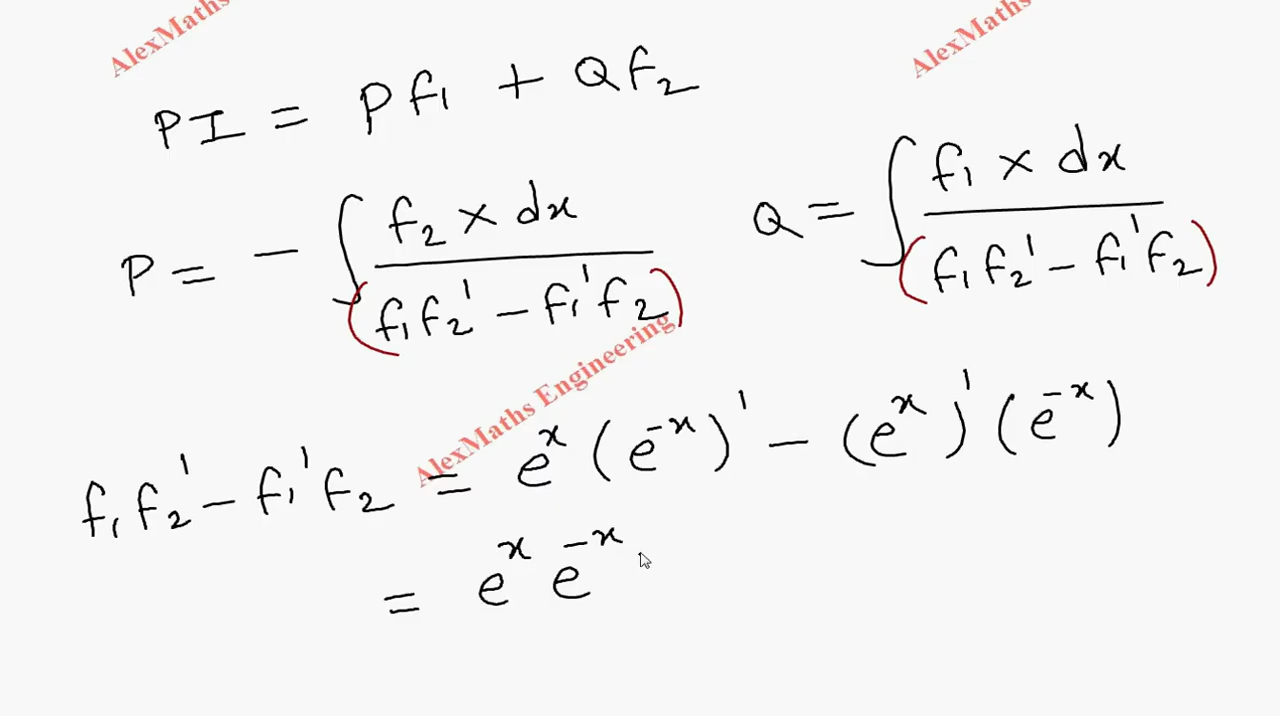 AlexMaths AlexMaths
PI = Pf₁ + Qf₂
P = − ∫ f₂ X dx / (f₁f₂' − f₁'f₂)
Q = ∫ f₁ X dx / (f₁f₂' − f₁'f₂)
AlexMaths Engineering
f₁f₂' − f₁'f₂ = eˣ(e⁻ˣ)' − (eˣ)'(e⁻ˣ)
= eˣ e⁻ˣ